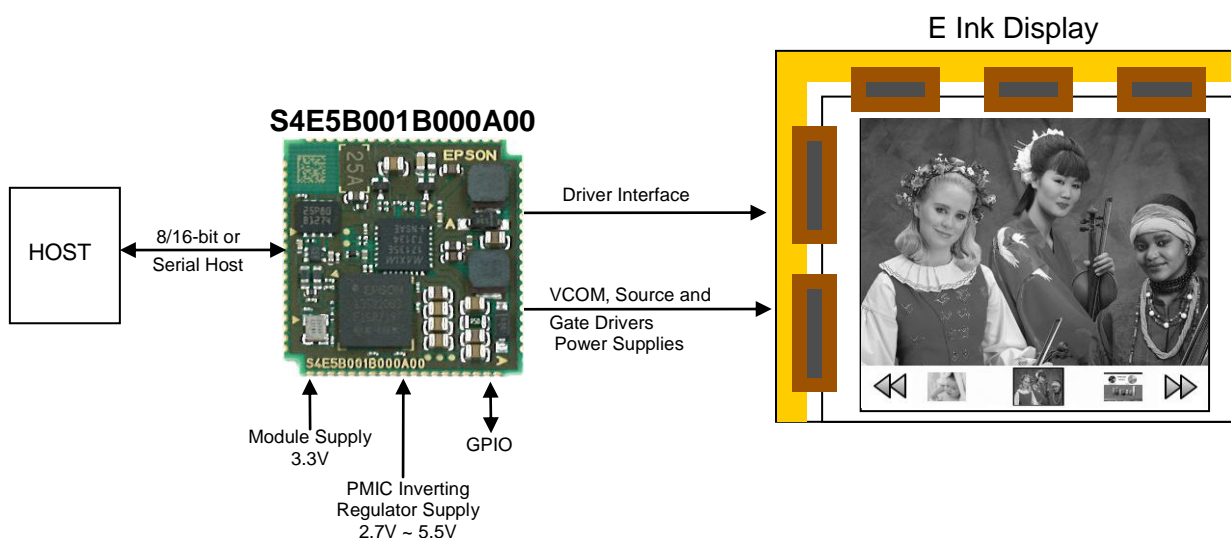 E Ink Display
S4E5B001B000A00
EPSON
25A
HOST
8/16-bit or
Serial Host
Driver Interface
VCOM, Source and
Gate Drivers
Power Supplies
S4E5B001B000A00
Module Supply
3.3V
GPIO
PMIC Inverting
Regulator Supply
2.7V ~ 5.5V